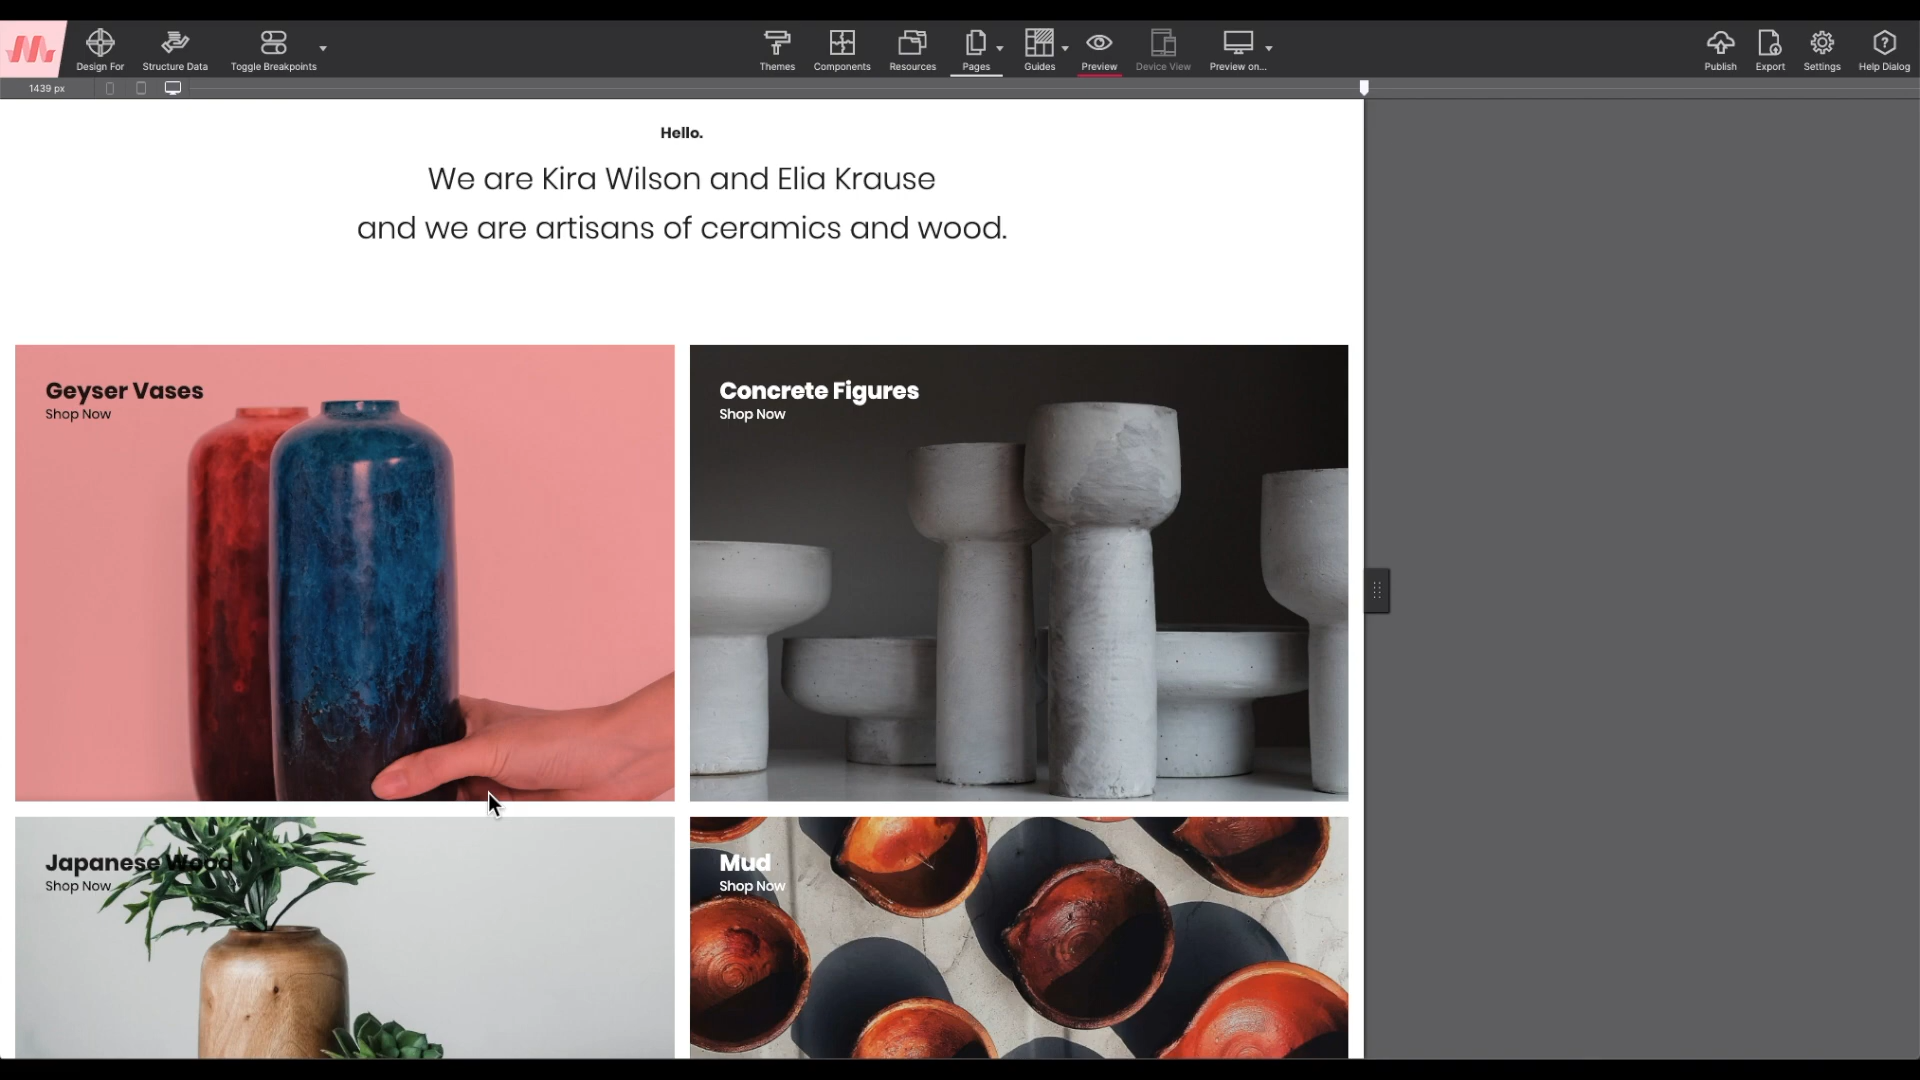 Design For
Structure Data
Toggle Breakpoints
Themes
Components
Resources
Pages
Guides
Preview
Device View
Preview on...
Publish
Export
Settings
Help Dialog
1439 px
Hello.
We are Kira Wilson and Elia Krause
and we are artisans of ceramics and wood.
Geyser Vases
Shop Now
Concrete Figures
Shop Now
Japanese Wood
Shop Now
Mud
Shop Now